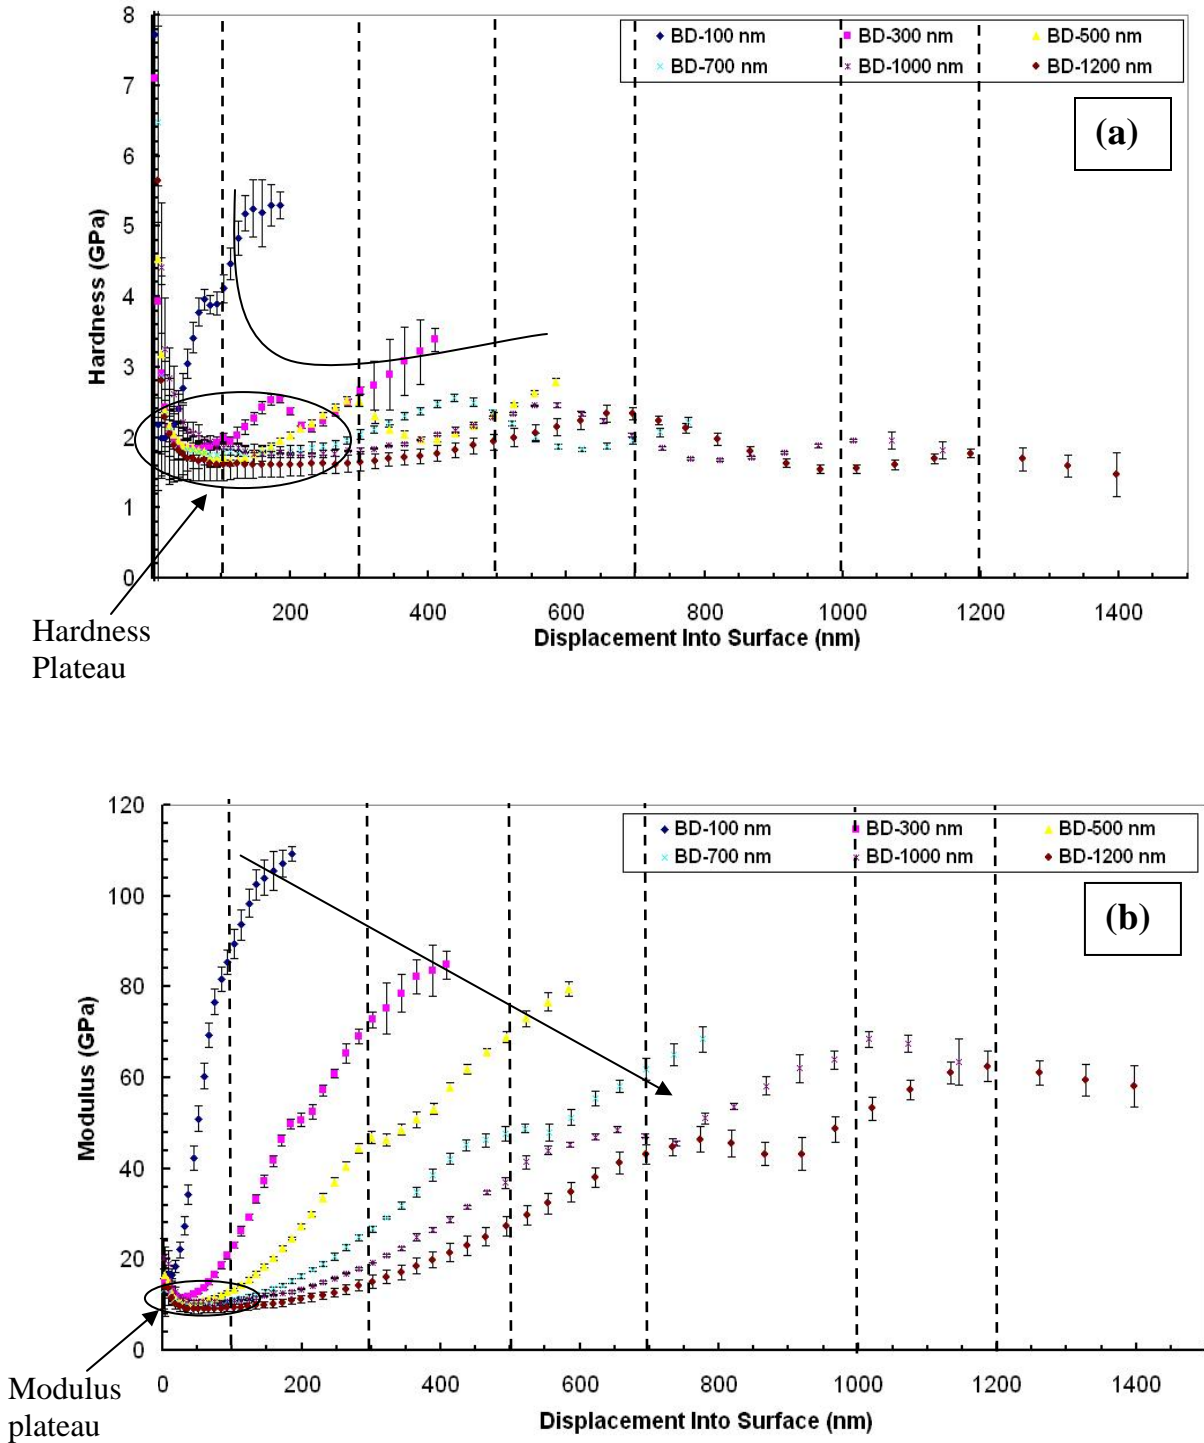 8
7
6
5
4
3
2
1
0
Hardness (GPa)
BD-100 nm BD-300 nm BD-500 nm
BD-700 nm BD-1000 nm BD-1200 nm
(a)
200 400 600 800 1000 1200 1400
Displacement Into Surface (nm)
Hardness
Plateau
120
100
80
60
40
20
0
Modulus (GPa)
BD-100 nm BD-300 nm BD-500 nm
BD-700 nm BD-1000 nm BD-1200 nm
(b)
0 200 400 600 800 1000 1200 1400
Displacement Into Surface (nm)
Modulus
plateau